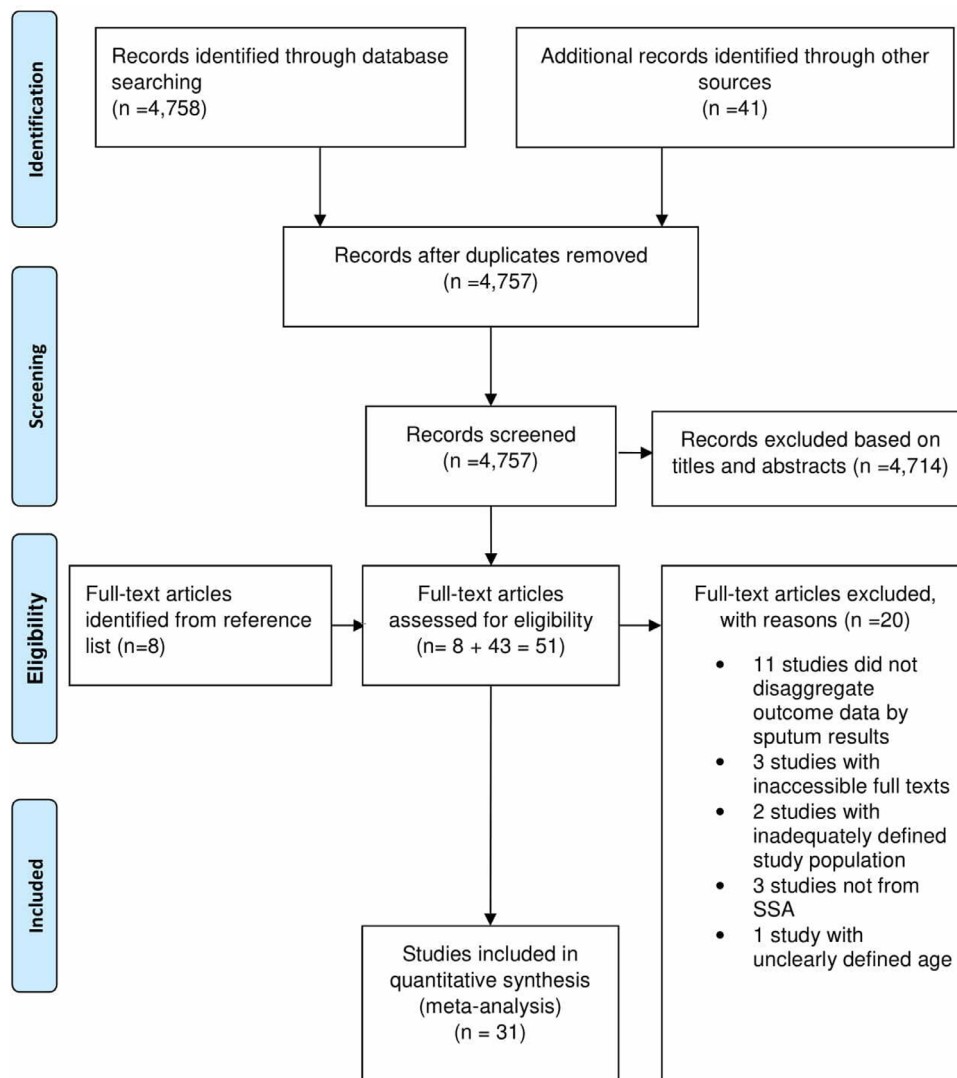 Identification
Records identified through database
searching
(n =4,758)
Additional records identified through other
sources
(n =41)
Records after duplicates removed
(n =4,757)
Screening
Records screened
(n =4,757)
Records excluded based on
titles and abstracts (n =4,714)
Eligibility
Full-text articles
identified from reference
list (n=8)
Full-text articles
assessed for eligibility
(n= 8 + 43 = 51)
Full-text articles excluded,
with reasons (n =20)
• 11 studies did not
disaggregate
outcome data by
sputum results
• 3 studies with
inaccessible full texts
• 2 studies with
inadequately defined
study population
• 3 studies not from
SSA
• 1 study with
unclearly defined age
Included
Studies included in
quantitative synthesis
(meta-analysis)
(n = 31)